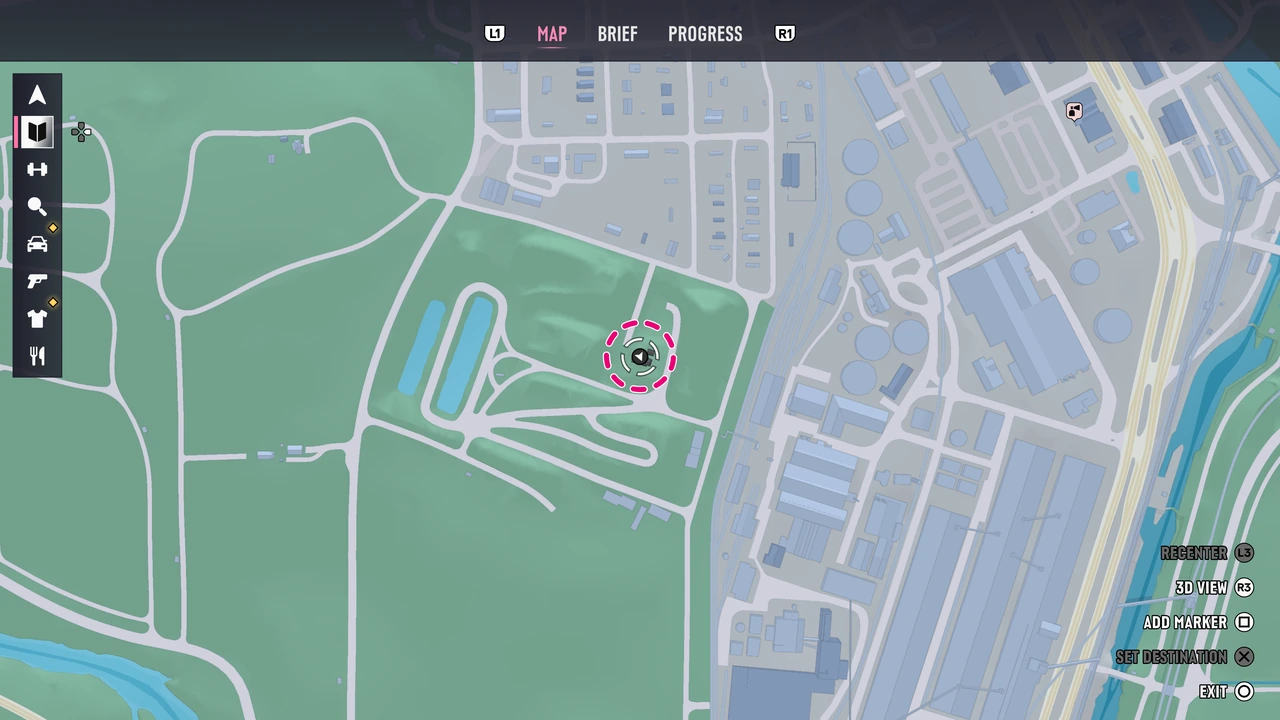 L1 MAP BRIEF PROGRESS R1
RECENTER L3
3D VIEW R3
ADD MARKER
SET DESTINATION
EXIT